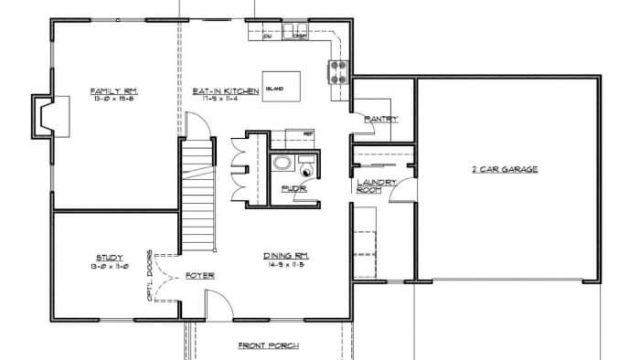 DW
FAMILY RM.
13-0 x 15-8
EAT-IN KITCHEN
17-5 x 11-4
ISLAND
PANTRY
REF
2 CAR GARAGE
PUDR
LAUNDRY
ROOM
STUDY
13-0 x 11-0
OPT'L DOORS
FOYER
DINING RM.
14-5 x 11-5
FRONT PORCH